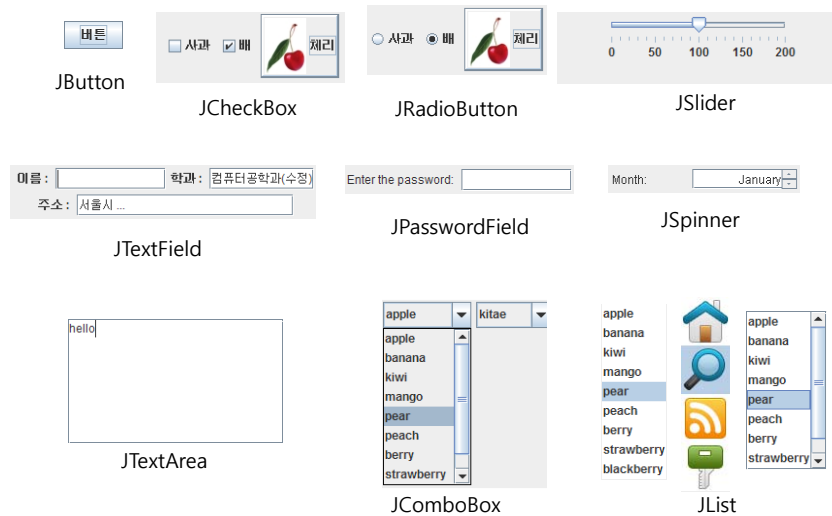 버튼
JButton
사과 배 체리
JCheckBox
사과 배 체리
JRadioButton
0 50 100 150 200
JSlider
이름 : 학과 : 컴퓨터공학과(수정)
주소 : 서울시 ...
JTextField
Enter the password:
JPasswordField
Month: January
JSpinner
hello
JTextArea
apple kitae
apple
banana
kiwi
mango
pear
peach
berry
strawberry
JComboBox
apple
banana
kiwi
mango
pear
peach
berry
strawberry
blackberry
apple
banana
kiwi
mango
pear
peach
berry
strawberry
JList